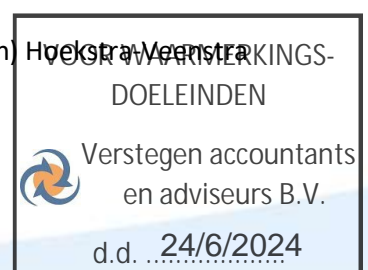 n) Hoekstra-Veenstra
VOOR WAARMERKINGS-
DOELEINDEN
Verstegen accountants
en adviseurs B.V.
d.d. 24/6/2024